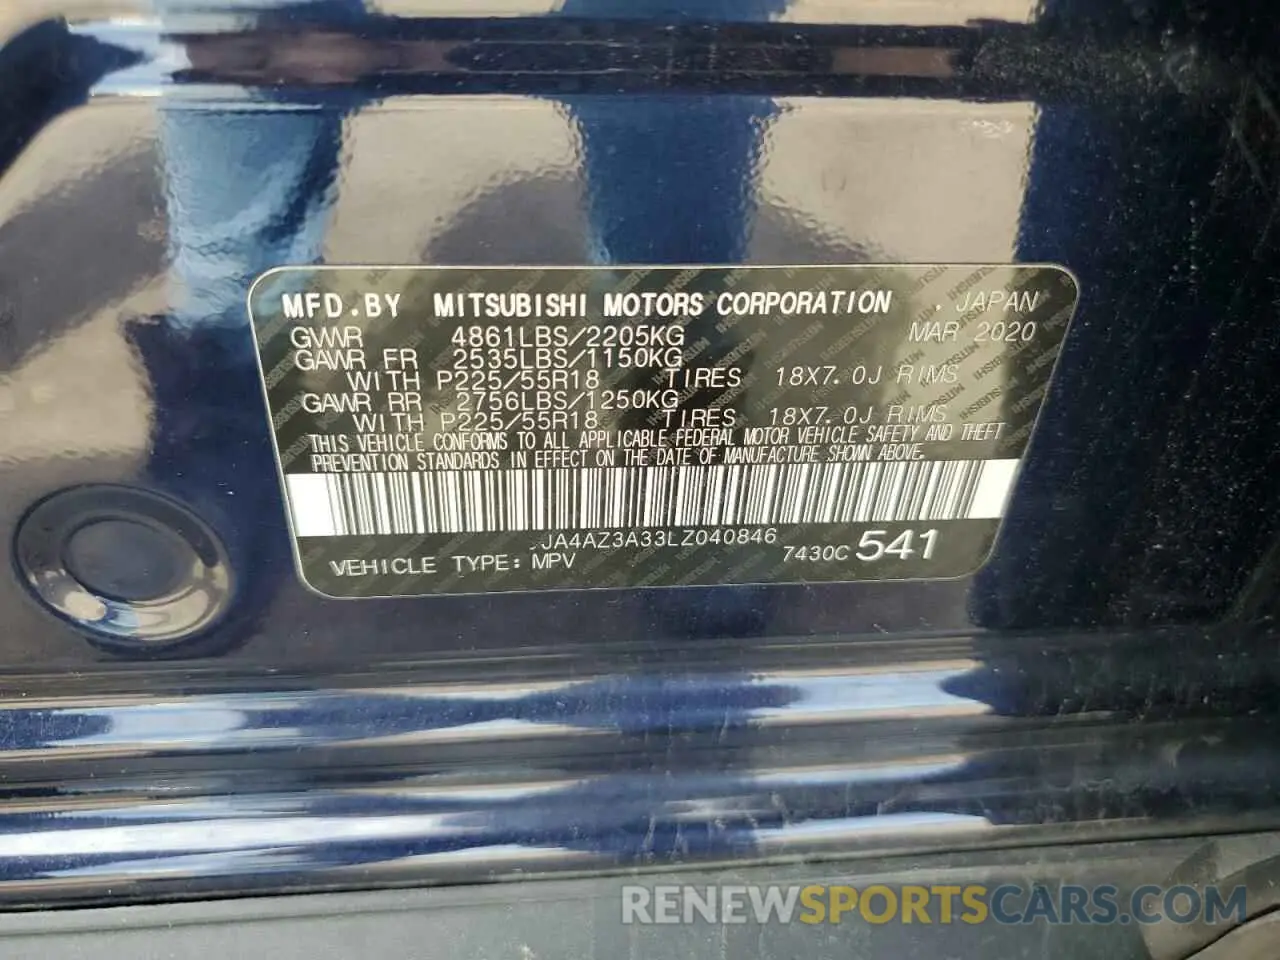 MFD.BY MITSUBISHI MOTORS CORPORATION , JAPAN
GVWR 4861LBS/2205KG MAR 2020
GAWR FR 2535LBS/1150KG
WITH P225/55R18 TIRES 18X7.0J RIMS
GAWR RR 2756LBS/1250KG
WITH P225/55R18 TIRES 18X7.0J RIMS
THIS VEHICLE CONFORMS TO ALL APPLICABLE FEDERAL MOTOR VEHICLE SAFETY AND THEFT
PREVENTION STANDARDS IN EFFECT ON THE DATE OF MANUFACTURE SHOWN ABOVE.
JA4AZ3A33LZ040846
VEHICLE TYPE: MPV 7430C 541
RENEWSPORTSCARS.COM